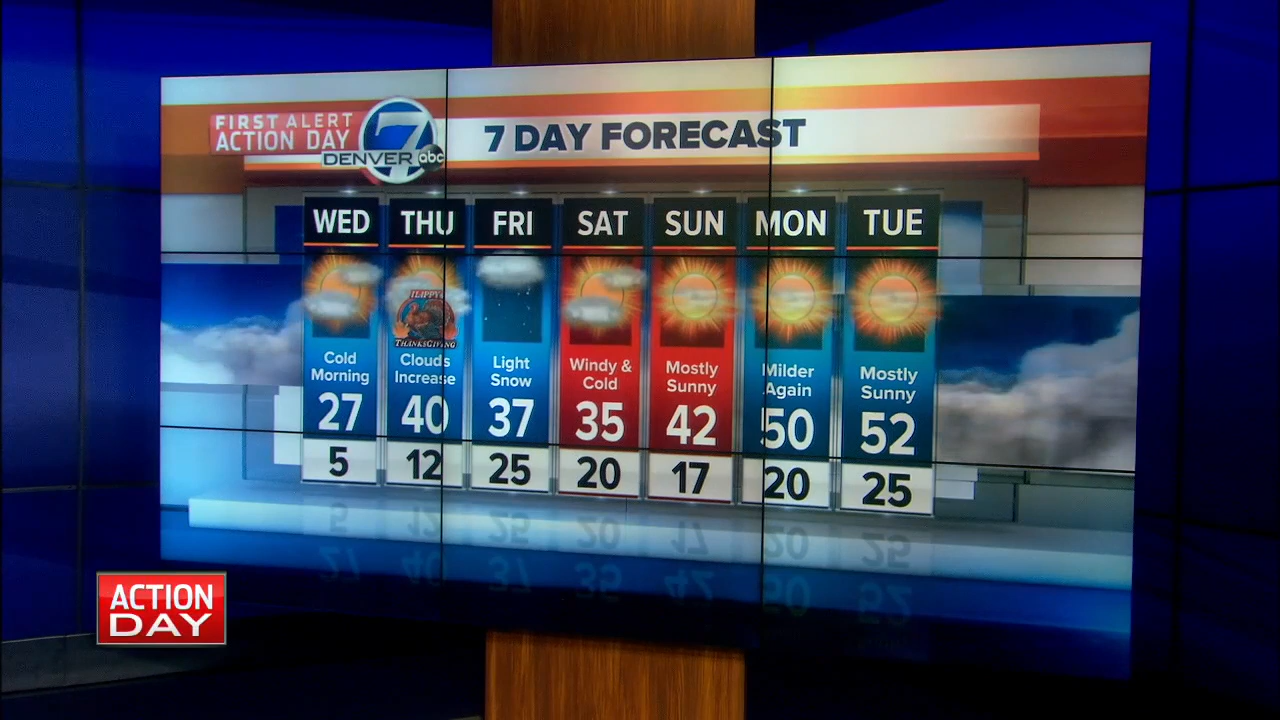 FIRST ALERT
ACTION DAY
7
DENVER abc
7 DAY FORECAST
WED THU FRI SAT SUN MON TUE
HAPPY
THANKSGIVING
Cold
Morning
Clouds
Increase
Light
Snow
Windy &
Cold
Mostly
Sunny
Milder
Again
Mostly
Sunny
27 40 37 35 42 50 52
5 12 25 20 17 20 25
ACTION
DAY